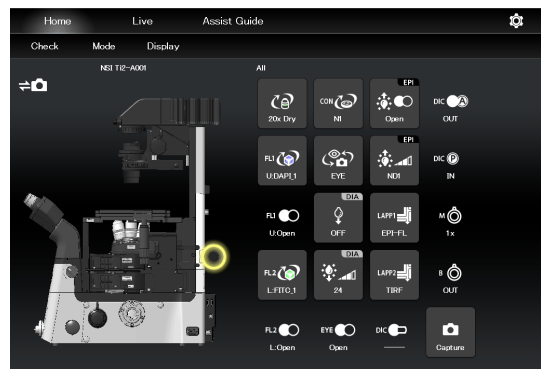 Home Live Assist Guide
Check Mode Display
NSI Ti2-A001
All
EPI
CON
DIC A
20x Dry N1 Open OUT
EPI
FL1
DIC P
U:DAPI_1 EYE ND1 IN
DIA
FL1 LAPP1 M
U:Open OFF EPI-FL 1x
DIA
FL2 LAPP2 B
L:FITC_1 24 TIRF OUT
FL2 EYE DIC
L:Open Open Capture